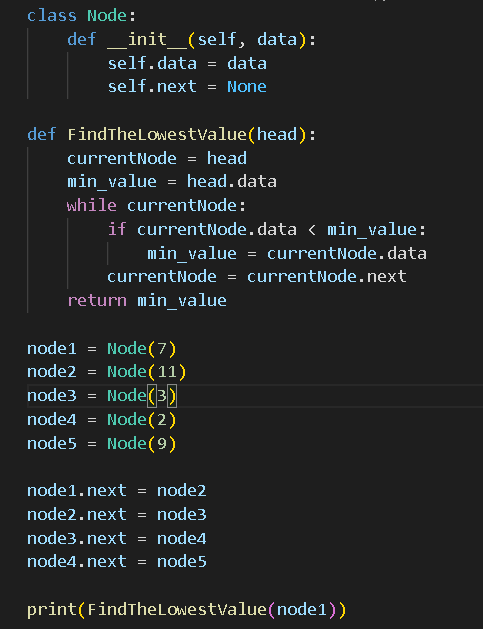 class Node:
    def __init__(self, data):
        self.data = data
        self.next = None

def FindTheLowestValue(head):
    currentNode = head
    min_value = head.data
    while currentNode:
        if currentNode.data < min_value:
            min_value = currentNode.data
        currentNode = currentNode.next
    return min_value

node1 = Node(7)
node2 = Node(11)
node3 = Node(3)
node4 = Node(2)
node5 = Node(9)

node1.next = node2
node2.next = node3
node3.next = node4
node4.next = node5

print(FindTheLowestValue(node1))